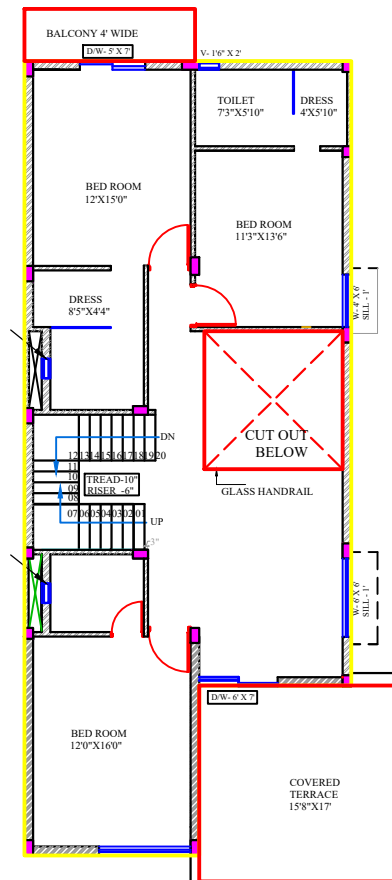 BALCONY 4' WIDE
D/W- 5' X 7'
V- 1'6" X 2'
TOILET
7'3"X5'10"
DRESS
4'X5'10"
BED ROOM
12'X15'0"
BED ROOM
11'3"X13'6"
W- 4' X 6'
SILL - 1'
DRESS
8'5"X4'4"
CUT OUT
BELOW
GLASS HANDRAIL
DN
12 13 14 15 16 17 18 19 20
11
10
09
08
TREAD-10"
RISER -6"
UP
07 06 05 04 03 02 01
W- 6' X 6'
SILL - 1'
D/W- 6' X 7'
BED ROOM
12'0"X16'0"
COVERED
TERRACE
15'8"X17'